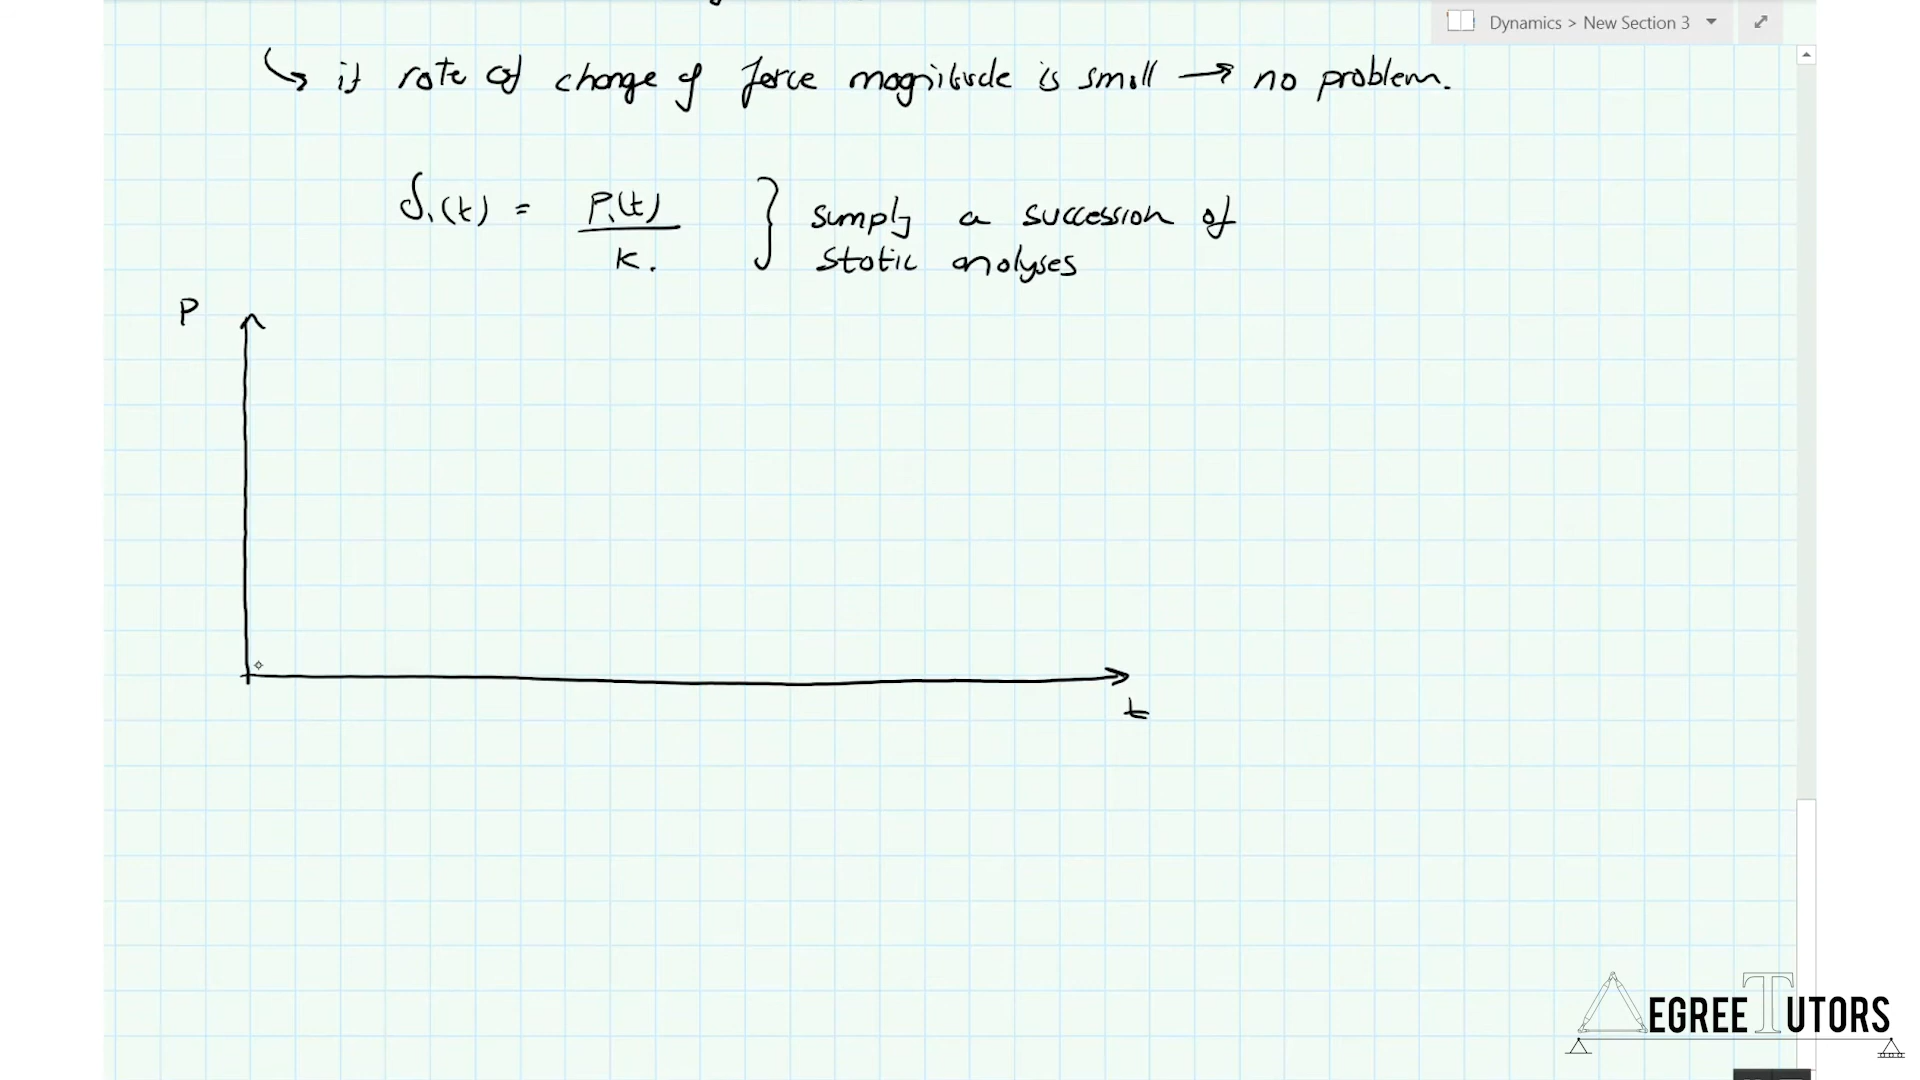 Dynamics > New Section 3
↳ if rate of change of force magnitude is small → no problem.
δ₁(t) = P₁(t) / K. } simply a succession of
static analyses
P
t
DEGREE TUTORS